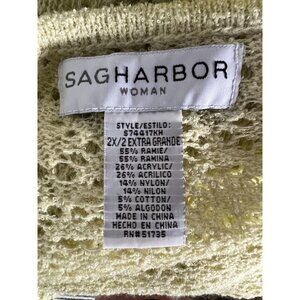 SAGHARBOR
WOMAN
STYLE/ESTILO:
S74417KH
2X/2 EXTRA GRANDE
55% RAMIE/
55% RAMINA
26% ACRYLIC/
26% ACRILICO
14% NYLON/
14% NILON
5% COTTON/
5% ALGODON
MADE IN CHINA
HECHO EN CHINA
RN#51735